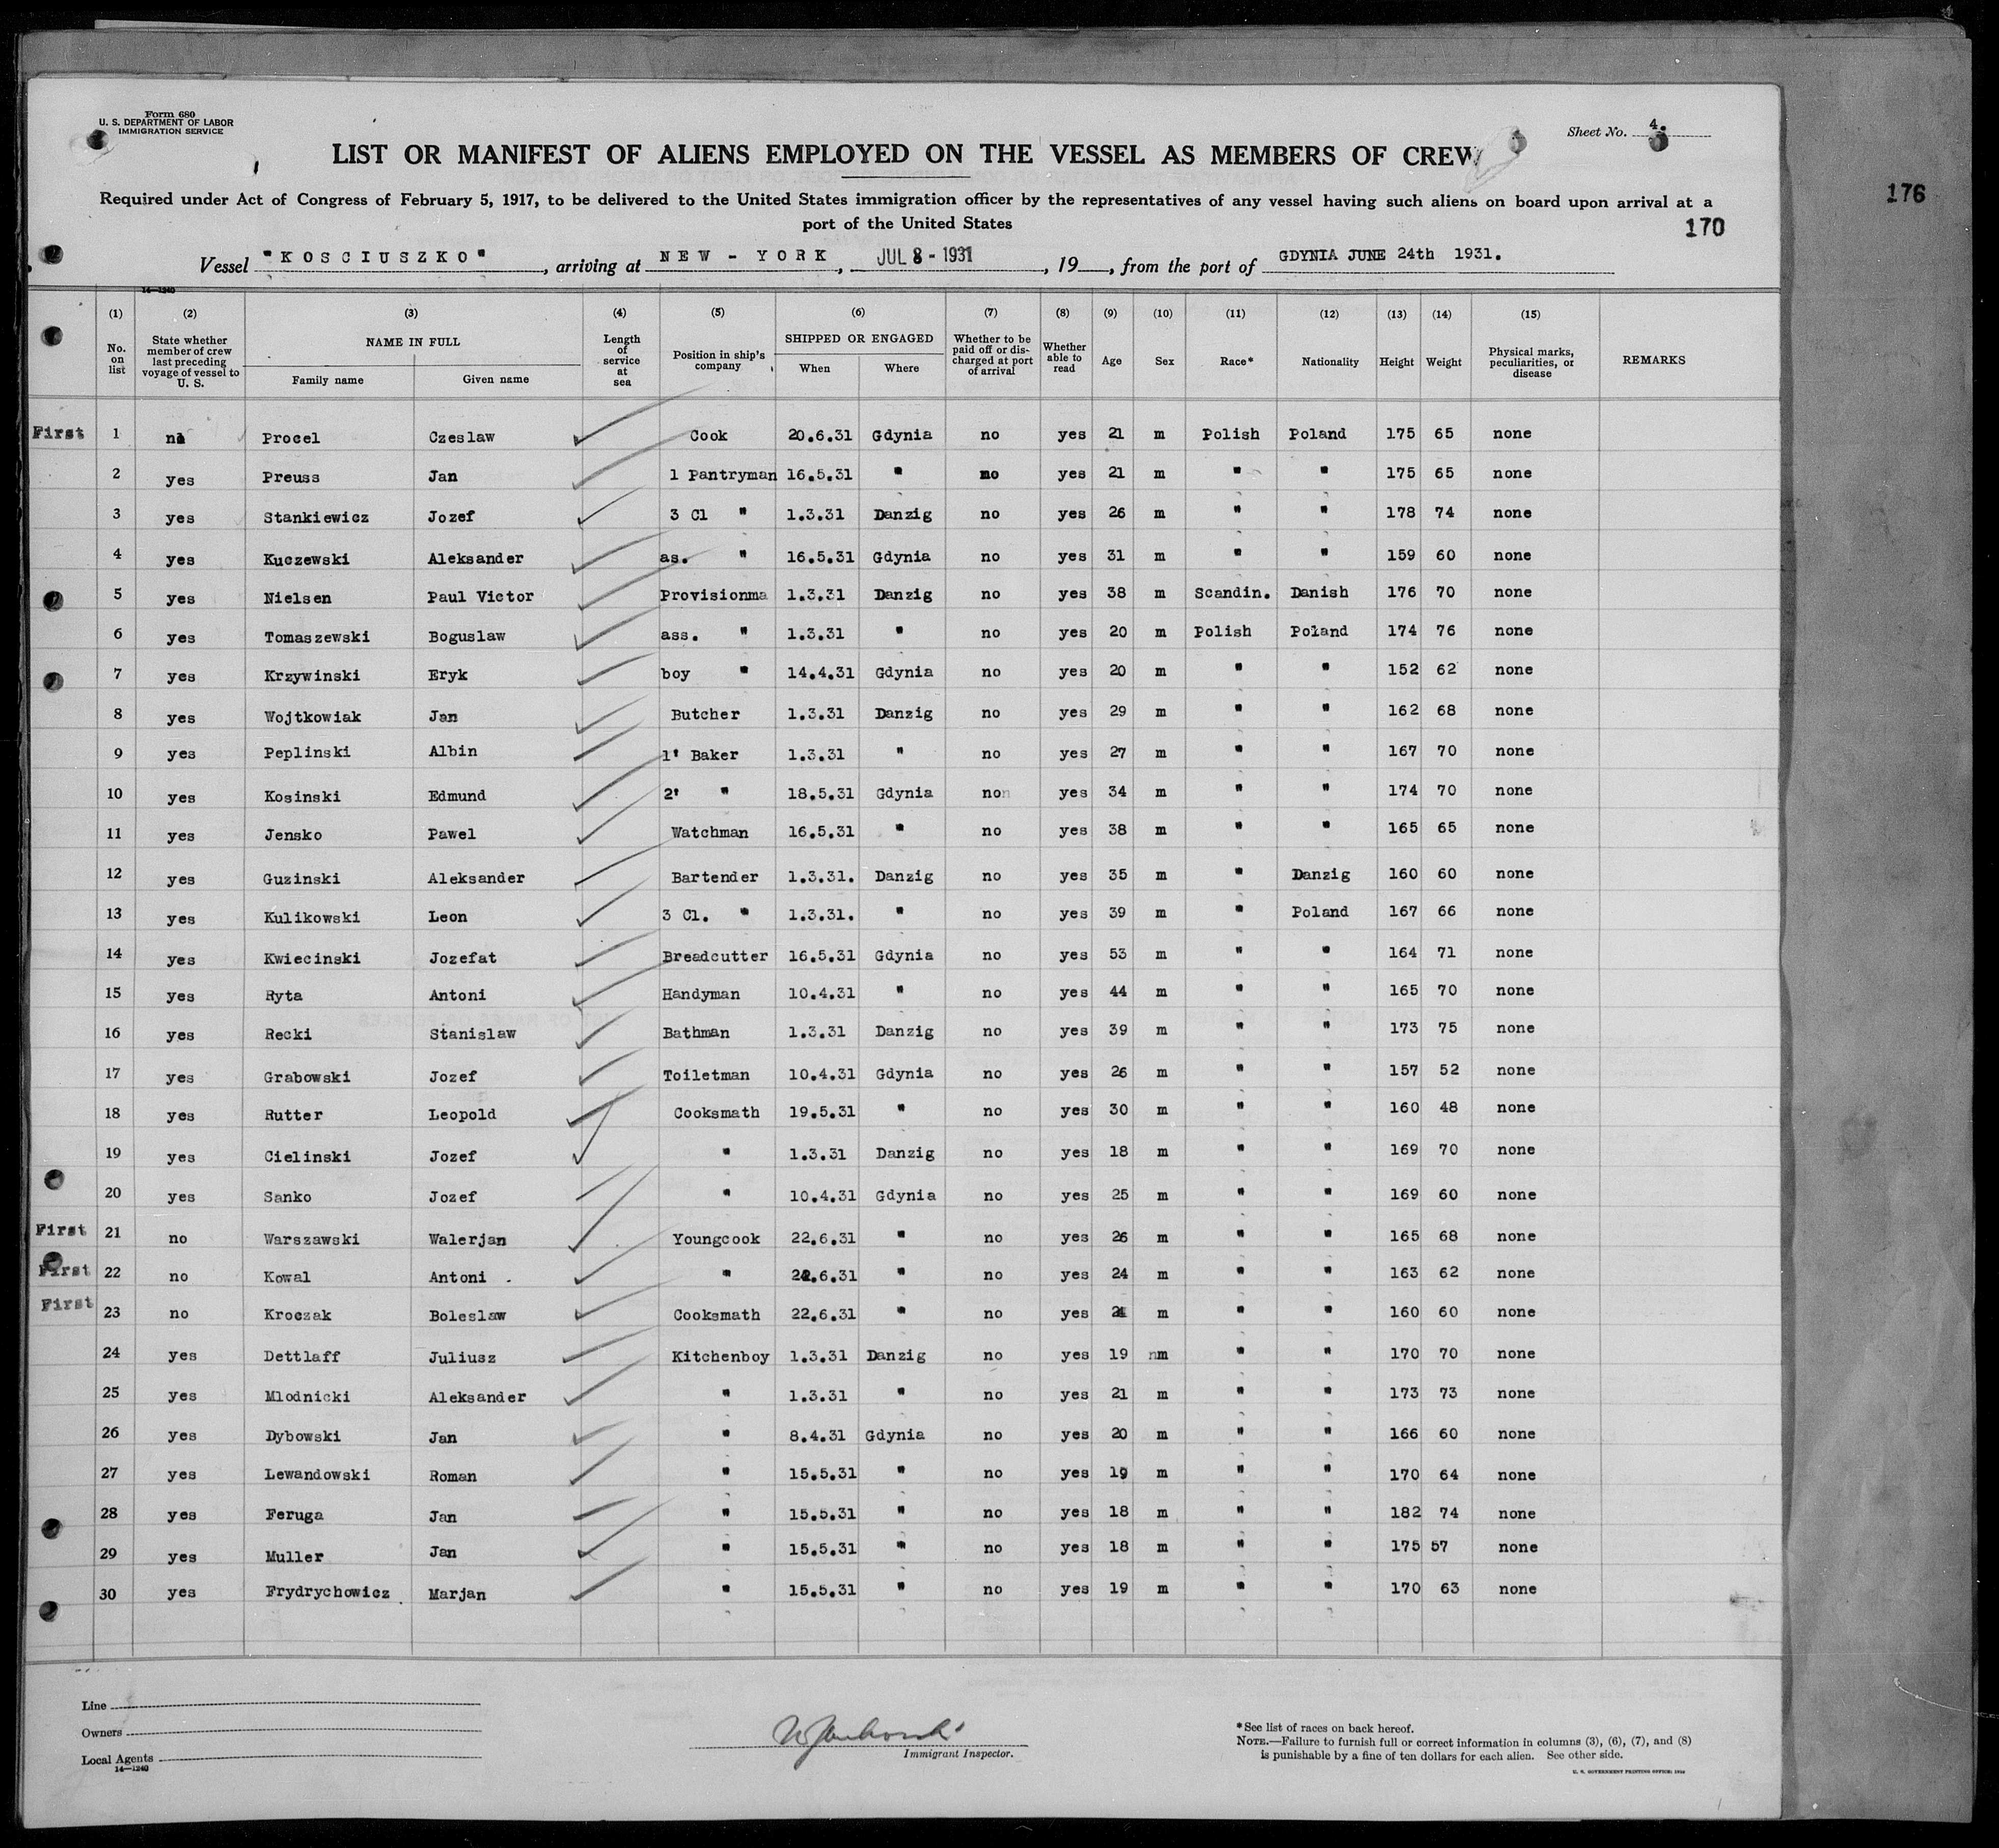 Form 680
U. S. DEPARTMENT OF LABOR
IMMIGRATION SERVICE
Sheet No. 4.
LIST OR MANIFEST OF ALIENS EMPLOYED ON THE VESSEL AS MEMBERS OF CREW
176
Required under Act of Congress of February 5, 1917, to be delivered to the United States immigration officer by the representatives of any vessel having such aliens on board upon arrival at a
port of the United States
170
Vessel "KOSCIUSZKO", arriving at NEW - YORK, JUL 8 - 1931, 19__, from the port of GDYNIA JUNE 24th 1931.
14—1240
(1) (2) (3) (4) (5) (6) (7) (8) (9) (10) (11) (12) (13) (14) (15)
No. on list State whether member of crew last preceding voyage of vessel to U. S. NAME IN FULL Family name Given name Length of service at sea Position in ship's company SHIPPED OR ENGAGED When Where Whether to be paid off or discharged at port of arrival Whether able to read Age Sex Race* Nationality Height Weight Physical marks, peculiarities, or disease REMARKS
First 1 no Procel Czeslaw Cook 20.6.31 Gdynia no yes 21 m Polish Poland 175 65 none
2 yes Preuss Jan 1 Pantryman 16.5.31 " no yes 21 m " " 175 65 none
3 yes Stankiewicz Jozef 3 Cl " 1.3.31 Danzig no yes 26 m " " 178 74 none
4 yes Kuczewski Aleksander as. " 16.5.31 Gdynia no yes 31 m " " 159 60 none
5 yes Nielsen Paul Victor Provisionma 1.3.31 Danzig no yes 38 m Scandin. Danish 176 70 none
6 yes Tomaszewski Boguslaw ass. " 1.3.31 " no yes 20 m Polish Poland 174 76 none
7 yes Krzywinski Eryk boy " 14.4.31 Gdynia no yes 20 m " " 152 62 none
8 yes Wojtkowiak Jan Butcher 1.3.31 Danzig no yes 29 m " " 162 68 none
9 yes Peplinski Albin 1' Baker 1.3.31 " no yes 27 m " " 167 70 none
10 yes Kosinski Edmund 2' " 18.5.31 Gdynia non yes 34 m " " 174 70 none
11 yes Jensko Pawel Watchman 16.5.31 " no yes 38 m " " 165 65 none
12 yes Guzinski Aleksander Bartender 1.3.31. Danzig no yes 35 m " Danzig 160 60 none
13 yes Kulikowski Leon 3 Cl. " 1.3.31. " no yes 39 m " Poland 167 66 none
14 yes Kwiecinski Jozefat Breadcutter 16.5.31 Gdynia no yes 53 m " " 164 71 none
15 yes Ryta Antoni Handyman 10.4.31 " no yes 44 m " " 165 70 none
16 yes Recki Stanislaw Bathman 1.3.31 Danzig no yes 39 m " " 173 75 none
17 yes Grabowski Jozef Toiletman 10.4.31 Gdynia no yes 26 m " " 157 52 none
18 yes Rutter Leopold Cooksmath 19.5.31 " no yes 30 m " " 160 48 none
19 yes Cielinski Jozef " 1.3.31 Danzig no yes 18 m " " 169 70 none
20 yes Sanko Jozef " 10.4.31 Gdynia no yes 25 m " " 169 60 none
First 21 no Warszawski Walerjan Youngcook 22.6.31 " no yes 26 m " " 165 68 none
First 22 no Kowal Antoni . " 22.6.31 " no yes 24 m " " 163 62 none
First 23 no Kroczak Boleslaw Cooksmath 22.6.31 " no yes 24 m " " 160 60 none
24 yes Dettlaff Juliusz Kitchenboy 1.3.31 Danzig no yes 19 nm " " 170 70 none
25 yes Mlodnicki Aleksander " 1.3.31 " no yes 21 m " " 173 73 none
26 yes Dybowski Jan " 8.4.31 Gdynia no yes 20 m " " 166 60 none
27 yes Lewandowski Roman " 15.5.31 " no yes 19 m " " 170 64 none
28 yes Feruga Jan " 15.5.31 " no yes 18 m " " 182 74 none
29 yes Muller Jan " 15.5.31 " no yes 18 m " " 175 57 none
30 yes Frydrychowicz Marjan " 15.5.31 " no yes 19 m " " 170 63 none
Line
Owners
Local Agents
14—1240
Immigrant Inspector.
*See list of races on back hereof.
NOTE.—Failure to furnish full or correct information in columns (3), (6), (7), and (8)
is punishable by a fine of ten dollars for each alien. See other side.
U. S. GOVERNMENT PRINTING OFFICE: 1930